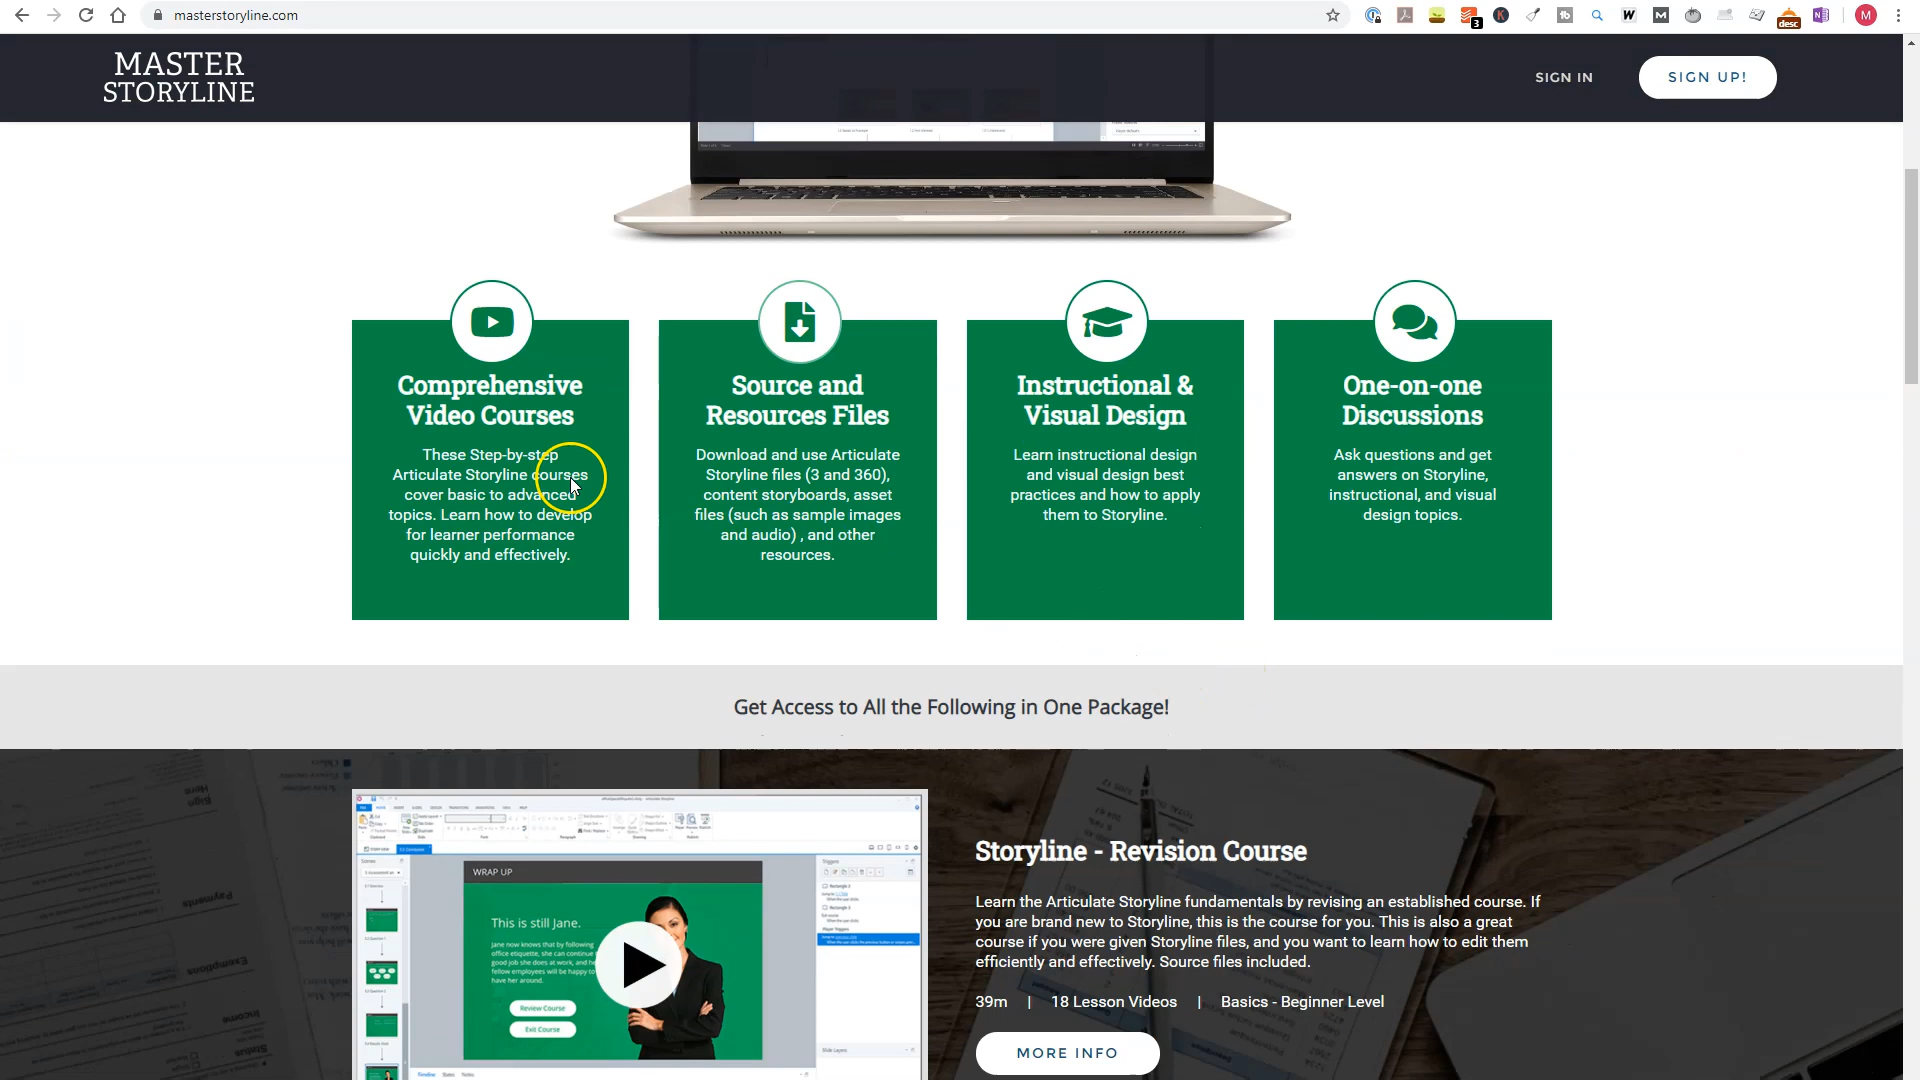 masterstoryline.com
3
desc
M
MASTER
STORYLINE
SIGN IN
SIGN UP!
Comprehensive
Video Courses
These Step-by-step
Articulate Storyline courses
cover basic to advanced
topics. Learn how to develop
for learner performance
quickly and effectively.
Source and
Resources Files
Download and use Articulate
Storyline files (3 and 360),
content storyboards, asset
files (such as sample images
and audio) , and other
resources.
Instructional &
Visual Design
Learn instructional design
and visual design best
practices and how to apply
them to Storyline.
One-on-one
Discussions
Ask questions and get
answers on Storyline,
instructional, and visual
design topics.
Get Access to All the Following in One Package!
WRAP UP
This is still Jane.
Jane now knows that by following
office etiquette, she can continue
good job she does at work, and
fellow employees will be happy to
have her around.
Review Course
Exit Course
Timeline States Notes
Storyline - Revision Course
Learn the Articulate Storyline fundamentals by revising an established course. If
you are brand new to Storyline, this is the course for you. This is also a great
course if you were given Storyline files, and you want to learn how to edit them
efficiently and effectively. Source files included.
39m | 18 Lesson Videos | Basics - Beginner Level
MORE INFO